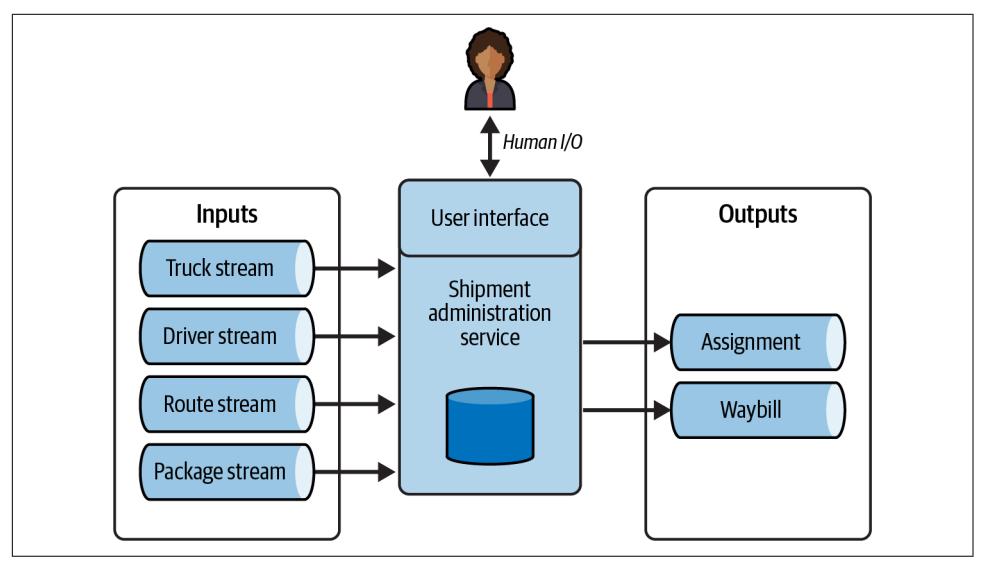 Human I/O
Inputs
Truck stream
Driver stream
Route stream
Package stream
User interface
Shipment
administration
service
Outputs
Assignment
Waybill